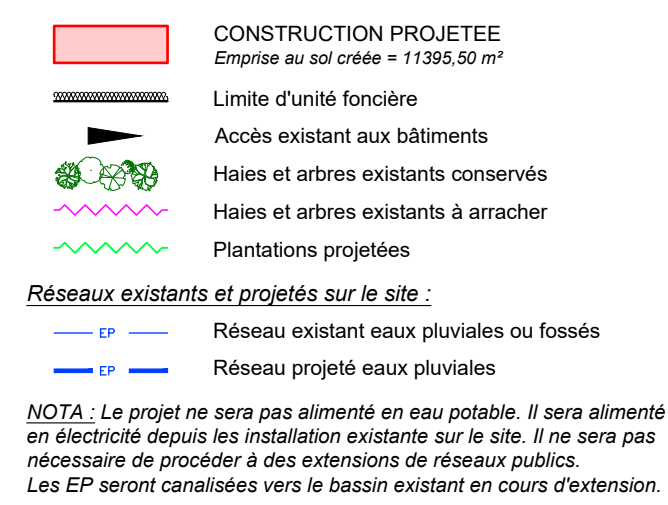 CONSTRUCTION PROJETEE
Emprise au sol créée = 11395,50 m²
Limite d'unité foncière
Accès existant aux bâtiments
Haies et arbres existants conservés
Haies et arbres existants à arracher
Plantations projetées
Réseaux existants et projetés sur le site :
EP Réseau existant eaux pluviales ou fossés
EP Réseau projeté eaux pluviales
NOTA : Le projet ne sera pas alimenté en eau potable. Il sera alimenté
en électricité depuis les installation existante sur le site. Il ne sera pas
nécessaire de procéder à des extensions de réseaux publics.
Les EP seront canalisées vers le bassin existant en cours d'extension.